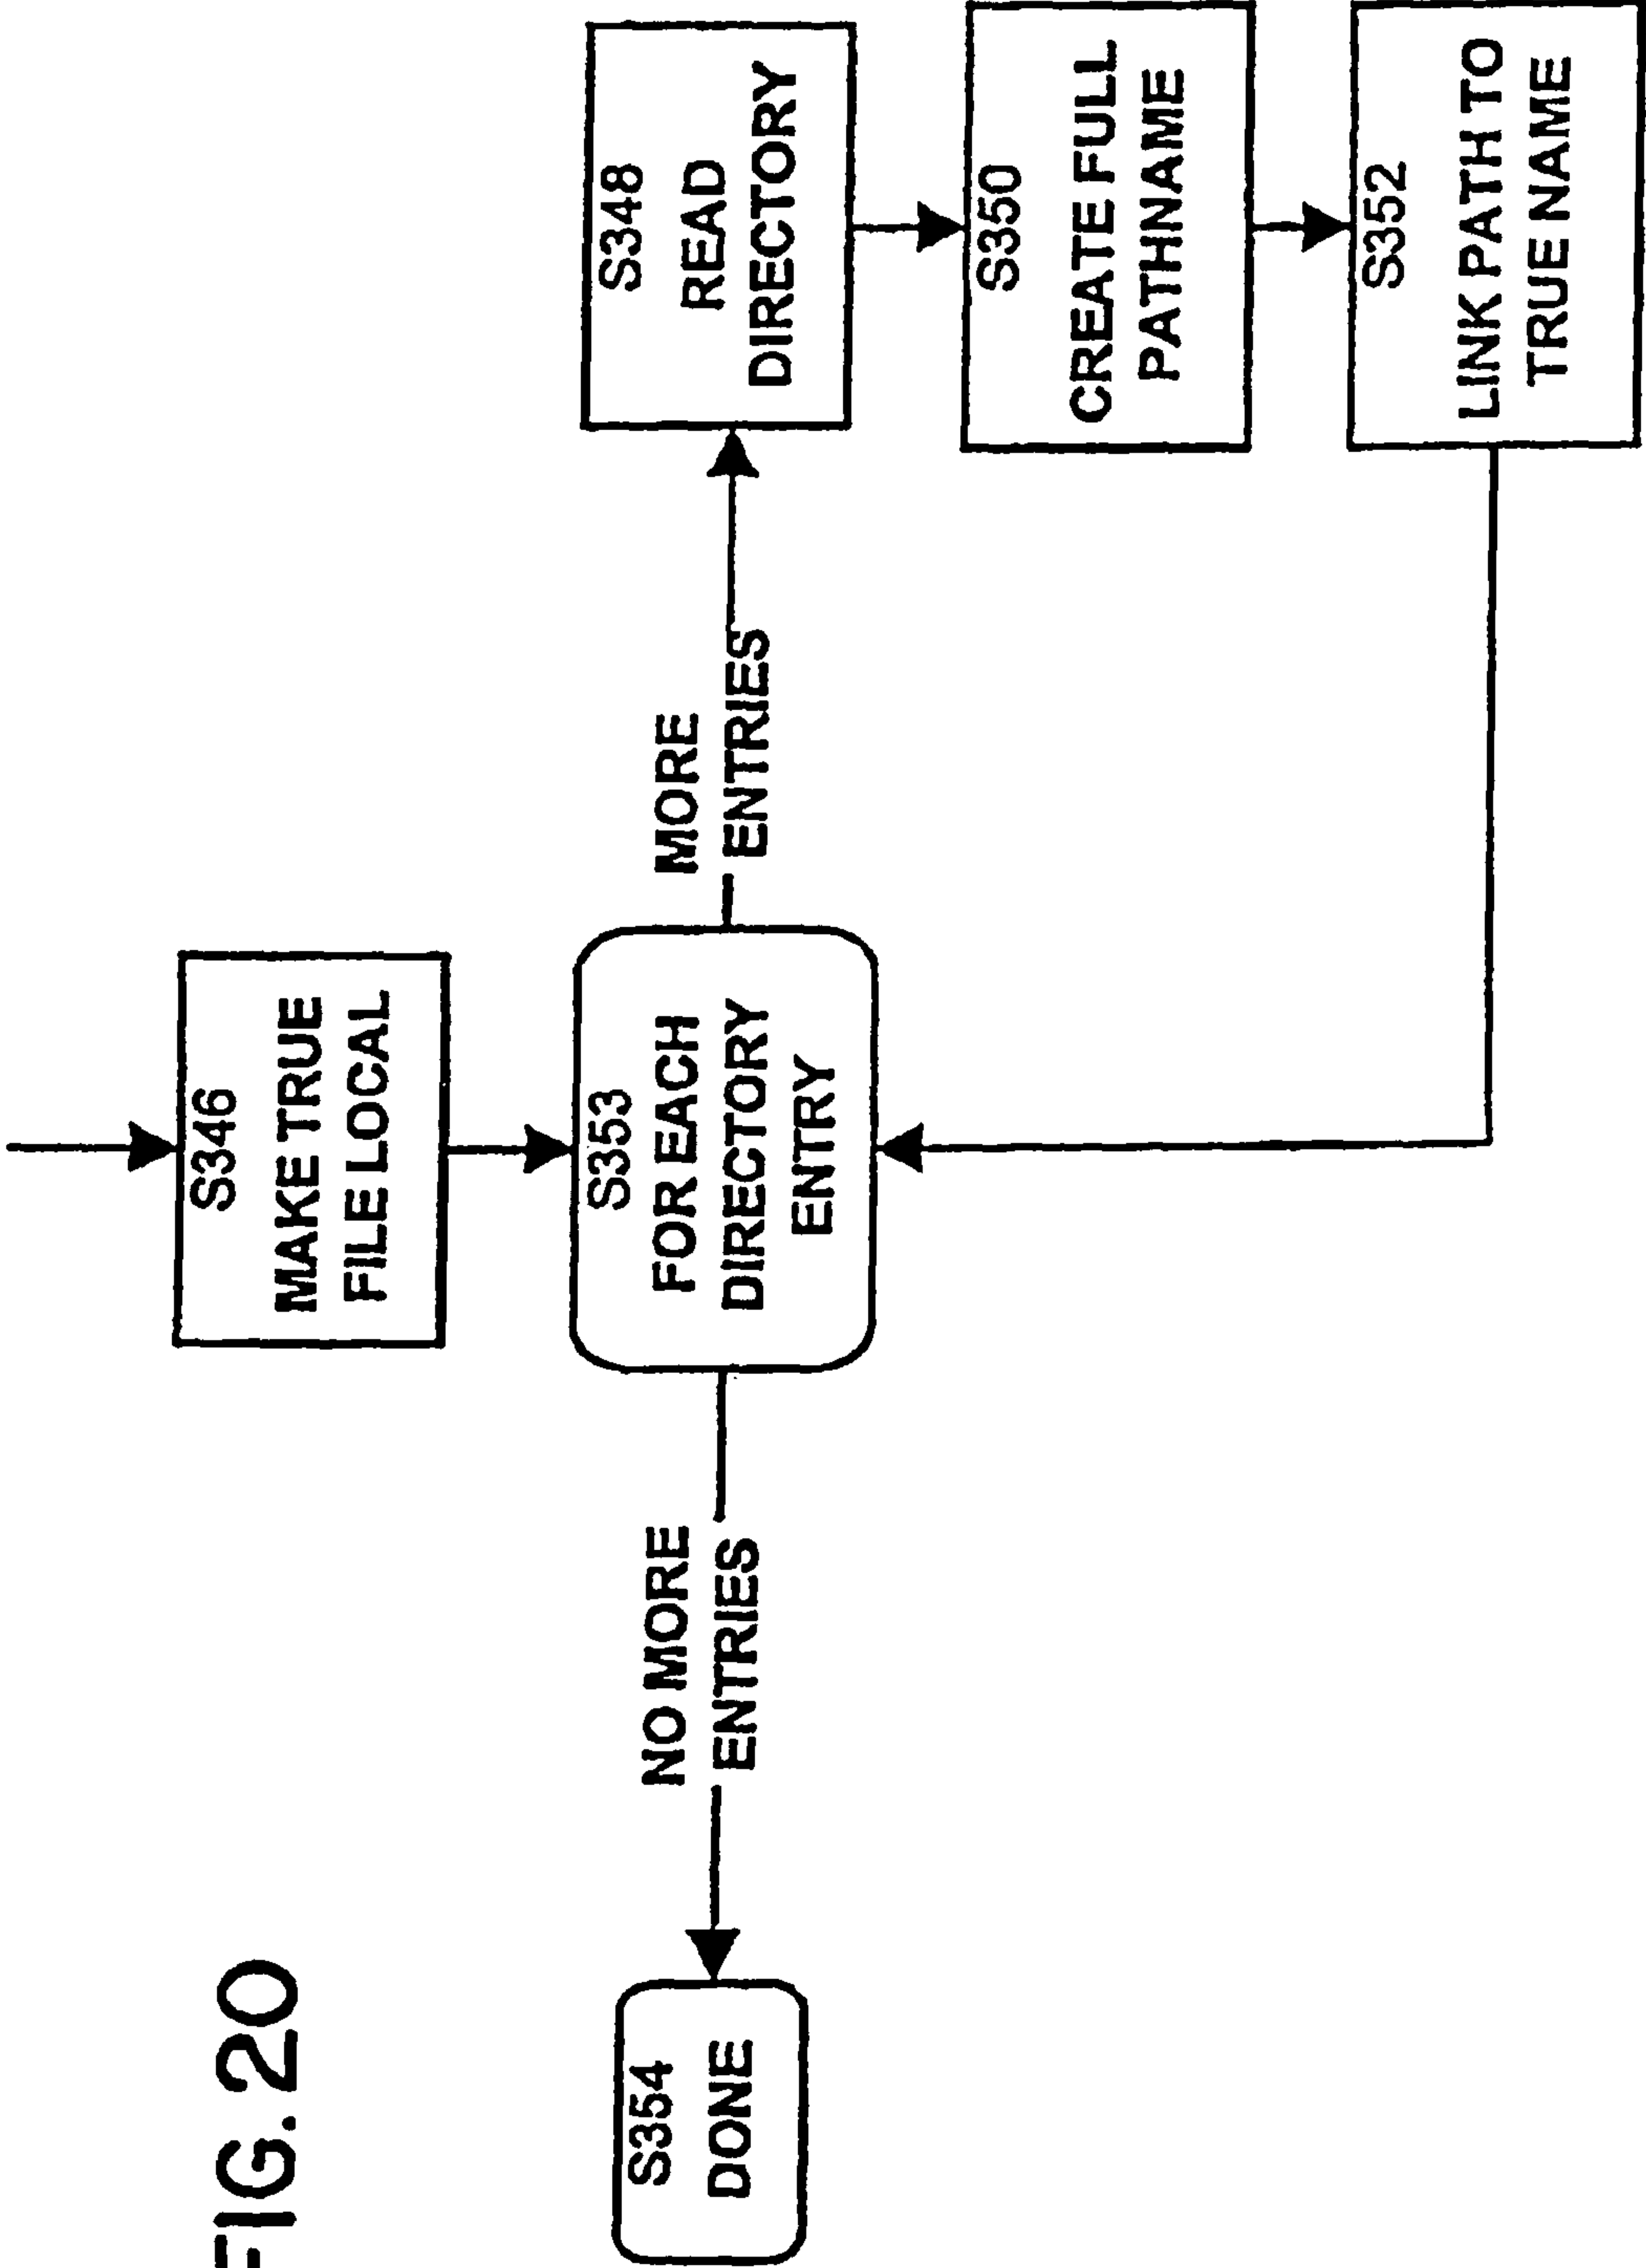 FIG. 20
S346
MAKE TRUE
FILE LOCAL
S353
FOR EACH
DIRECTORY
ENTRY
NO MORE
ENTRIES
S354
DONE
MORE
ENTRIES
S348
READ
DIRECTORY
S350
CREATE FULL
PATHNAME
S352
LINK PATH TO
TRUE NAME